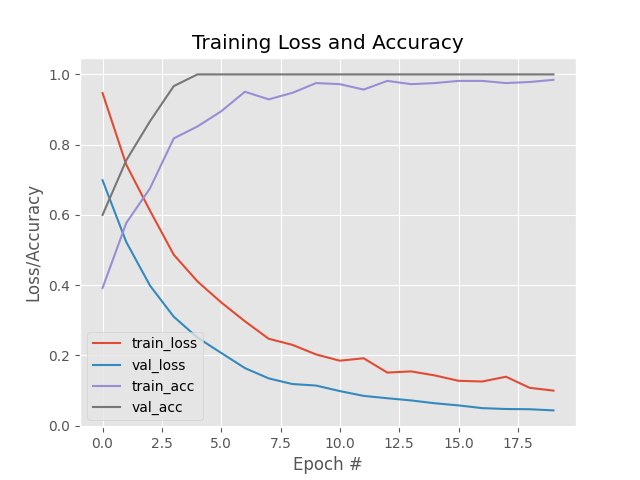 Training Loss and Accuracy
1.0
0.8
0.6
0.4
0.2
0.0
Loss/Accuracy
train_loss
val_loss
train_acc
val_acc
0.0 2.5 5.0 7.5 10.0 12.5 15.0 17.5
Epoch #